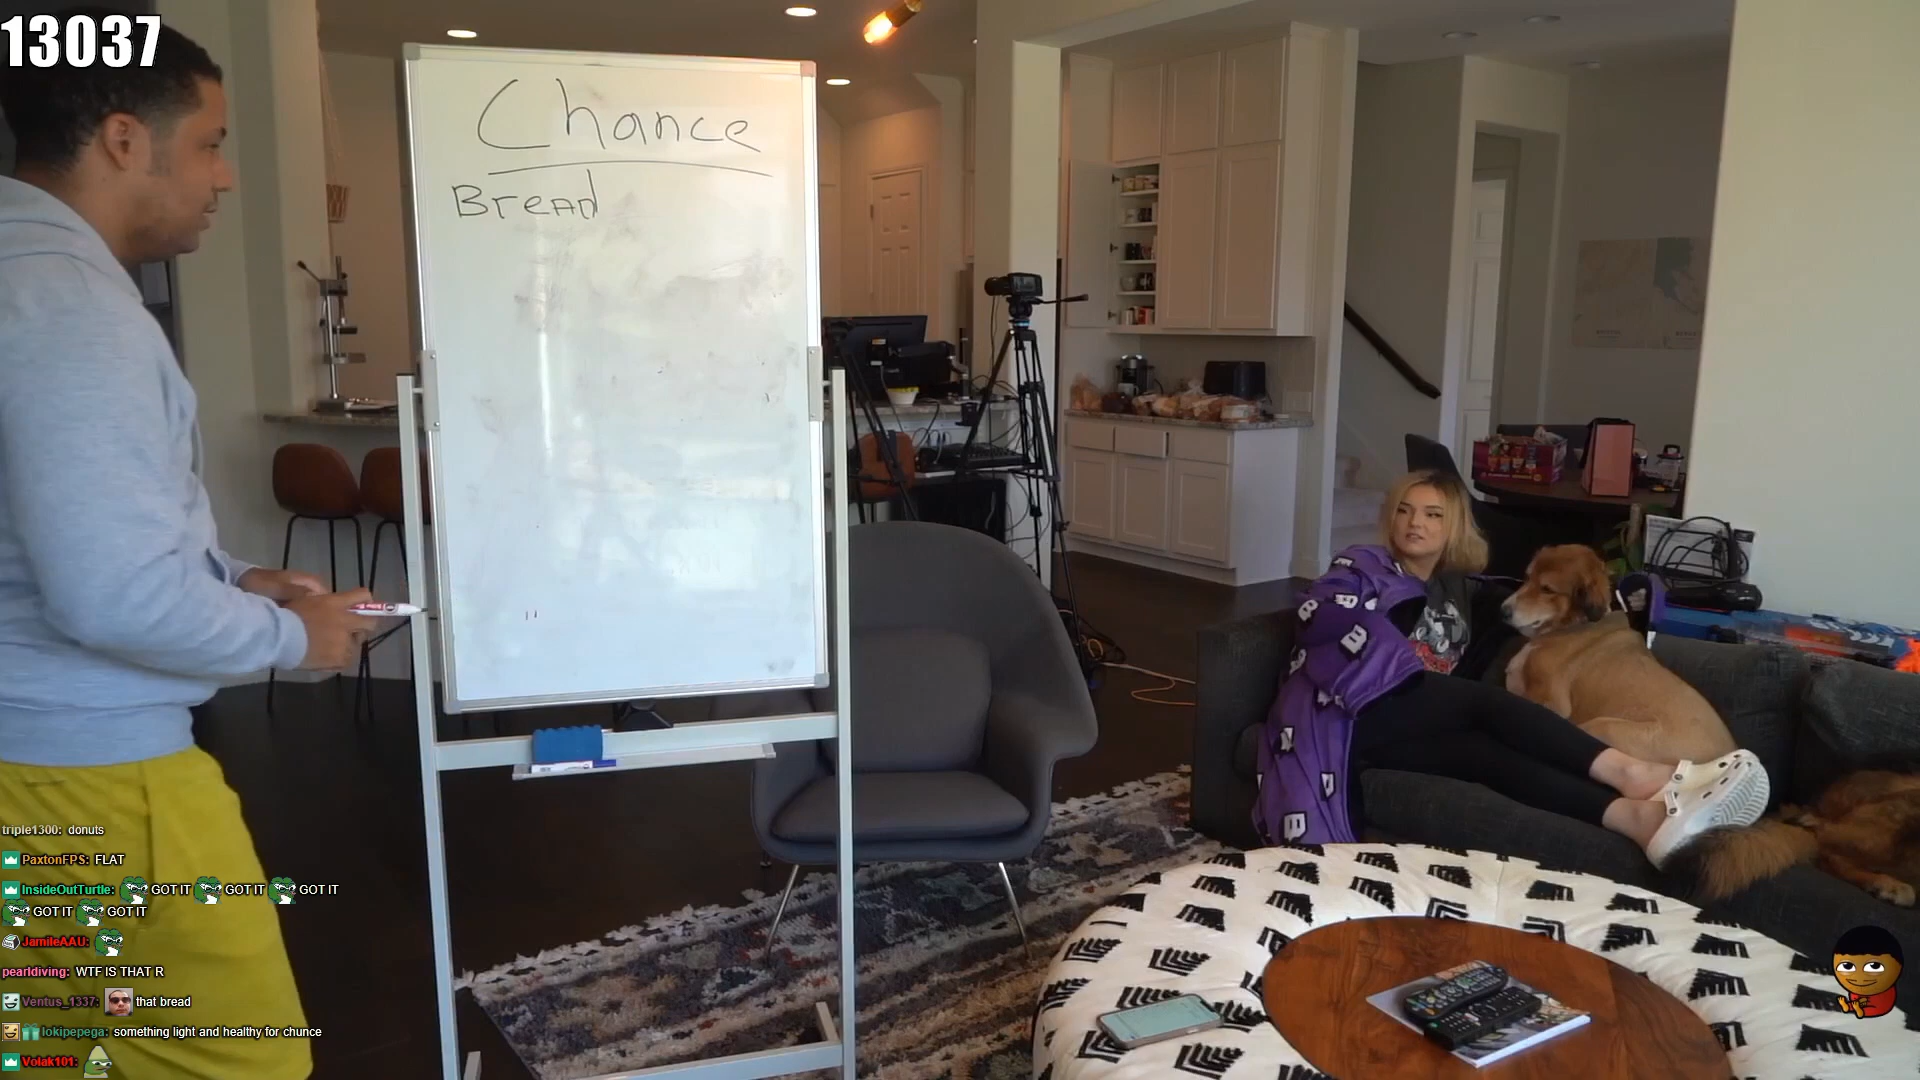 13037
Chance
Bread
triple1300: donuts
PaxtonFPS: FLAT
InsideOutTurtle: GOT IT GOT IT GOT IT
GOT IT GOT IT
JamileAAU:
pearldiving: WTF IS THAT R
Ventus_1337: that bread
lokipepega: something light and healthy for chunce
Volak101: